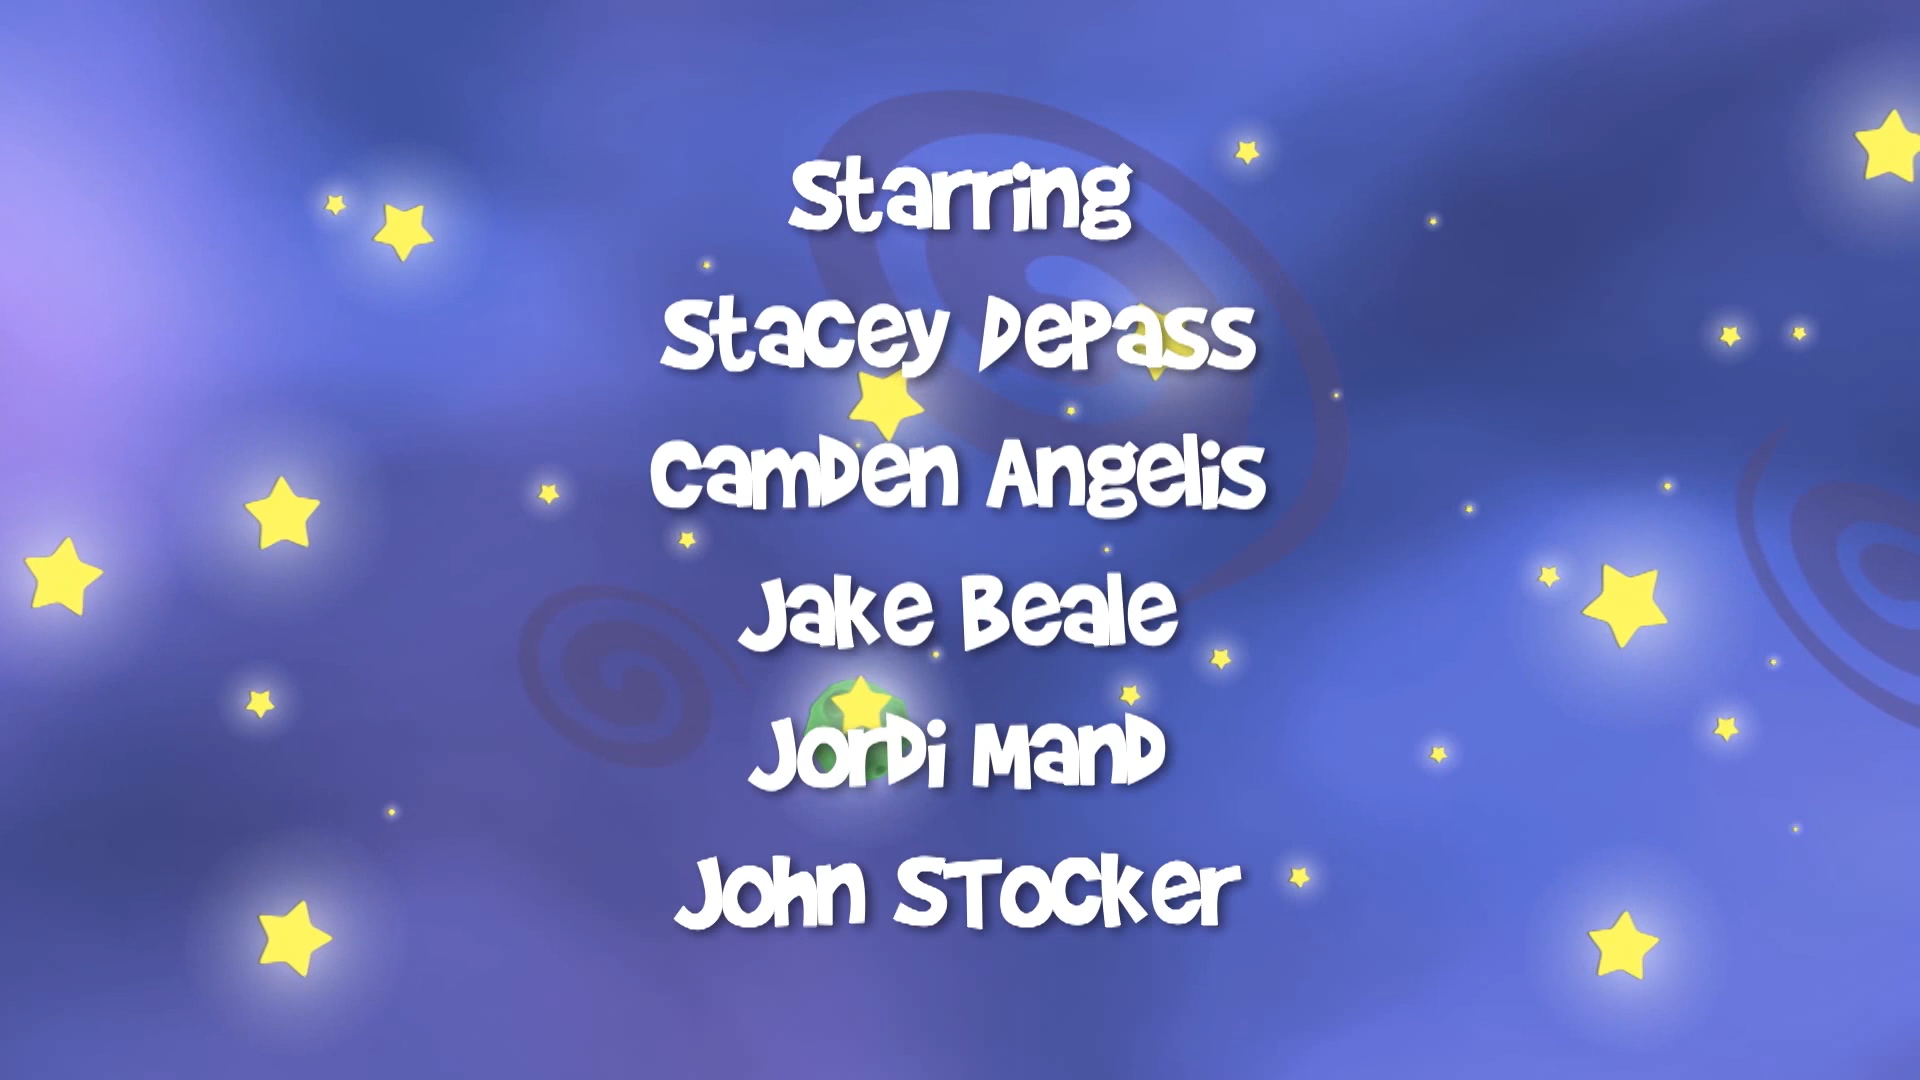 Starring
Stacey DePass
Camden Angelis
Jake Beale
Jordi Mand
John Stocker